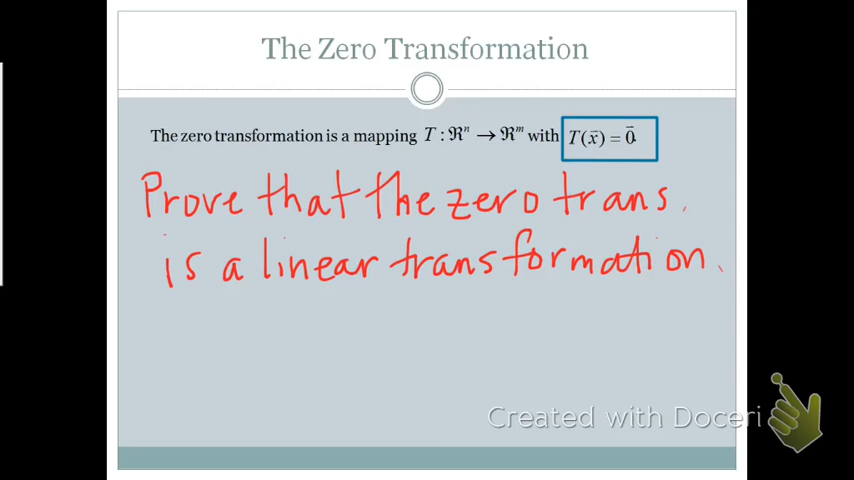 The Zero Transformation
The zero transformation is a mapping T : ℜⁿ → ℜᵐ with T(x⃗) = 0⃗.
Prove that the zero trans.
is a linear transformation.
Created with Doceri